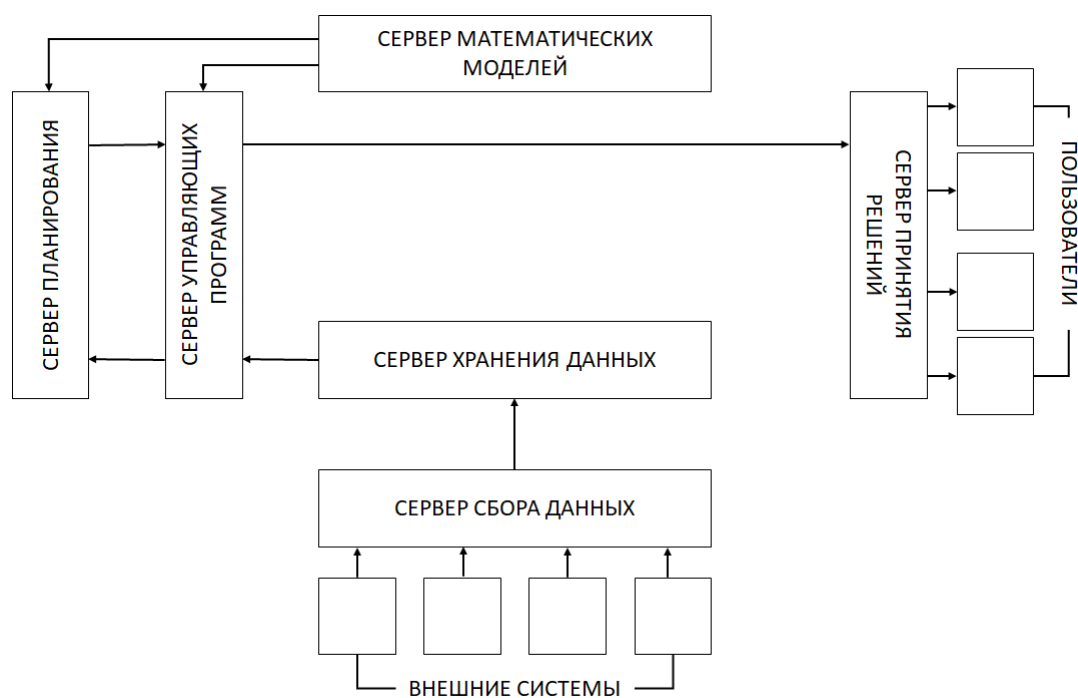 СЕРВЕР МАТЕМАТИЧЕСКИХ
МОДЕЛЕЙ
СЕРВЕР ПЛАНИРОВАНИЯ
СЕРВЕР УПРАВЛЯЮЩИХ
ПРОГРАММ
СЕРВЕР ПРИНЯТИЯ
РЕШЕНИЙ
ПОЛЬЗОВАТЕЛИ
СЕРВЕР ХРАНЕНИЯ ДАННЫХ
СЕРВЕР СБОРА ДАННЫХ
ВНЕШНИЕ СИСТЕМЫ